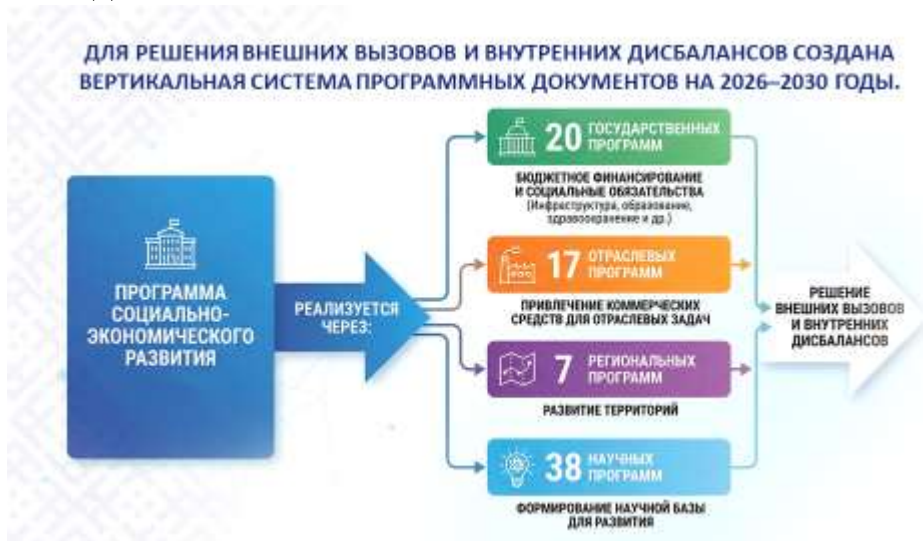 ДЛЯ РЕШЕНИЯ ВНЕШНИХ ВЫЗОВОВ И ВНУТРЕННИХ ДИСБАЛАНСОВ СОЗДАНА
ВЕРТИКАЛЬНАЯ СИСТЕМА ПРОГРАММНЫХ ДОКУМЕНТОВ НА 2026–2030 ГОДЫ.
ПРОГРАММА
СОЦИАЛЬНО-
ЭКОНОМИЧЕСКОГО
РАЗВИТИЯ
РЕАЛИЗУЕТСЯ
ЧЕРЕЗ:
20 ГОСУДАРСТВЕННЫХ
ПРОГРАММ
БЮДЖЕТНОЕ ФИНАНСИРОВАНИЕ
И СОЦИАЛЬНЫЕ ОБЯЗАТЕЛЬСТВА
(Инфраструктура, образование,
здравоохранение и др.)
17 ОТРАСЛЕВЫХ
ПРОГРАММ
ПРИВЛЕЧЕНИЕ КОММЕРЧЕСКИХ
СРЕДСТВ ДЛЯ ОТРАСЛЕВЫХ ЗАДАЧ
7 РЕГИОНАЛЬНЫХ
ПРОГРАММ
РАЗВИТИЕ ТЕРРИТОРИЙ
38 НАУЧНЫХ
ПРОГРАММ
ФОРМИРОВАНИЕ НАУЧНОЙ БАЗЫ
ДЛЯ РАЗВИТИЯ
РЕШЕНИЕ
ВНЕШНИХ ВЫЗОВОВ
И ВНУТРЕННИХ
ДИСБАЛАНСОВ